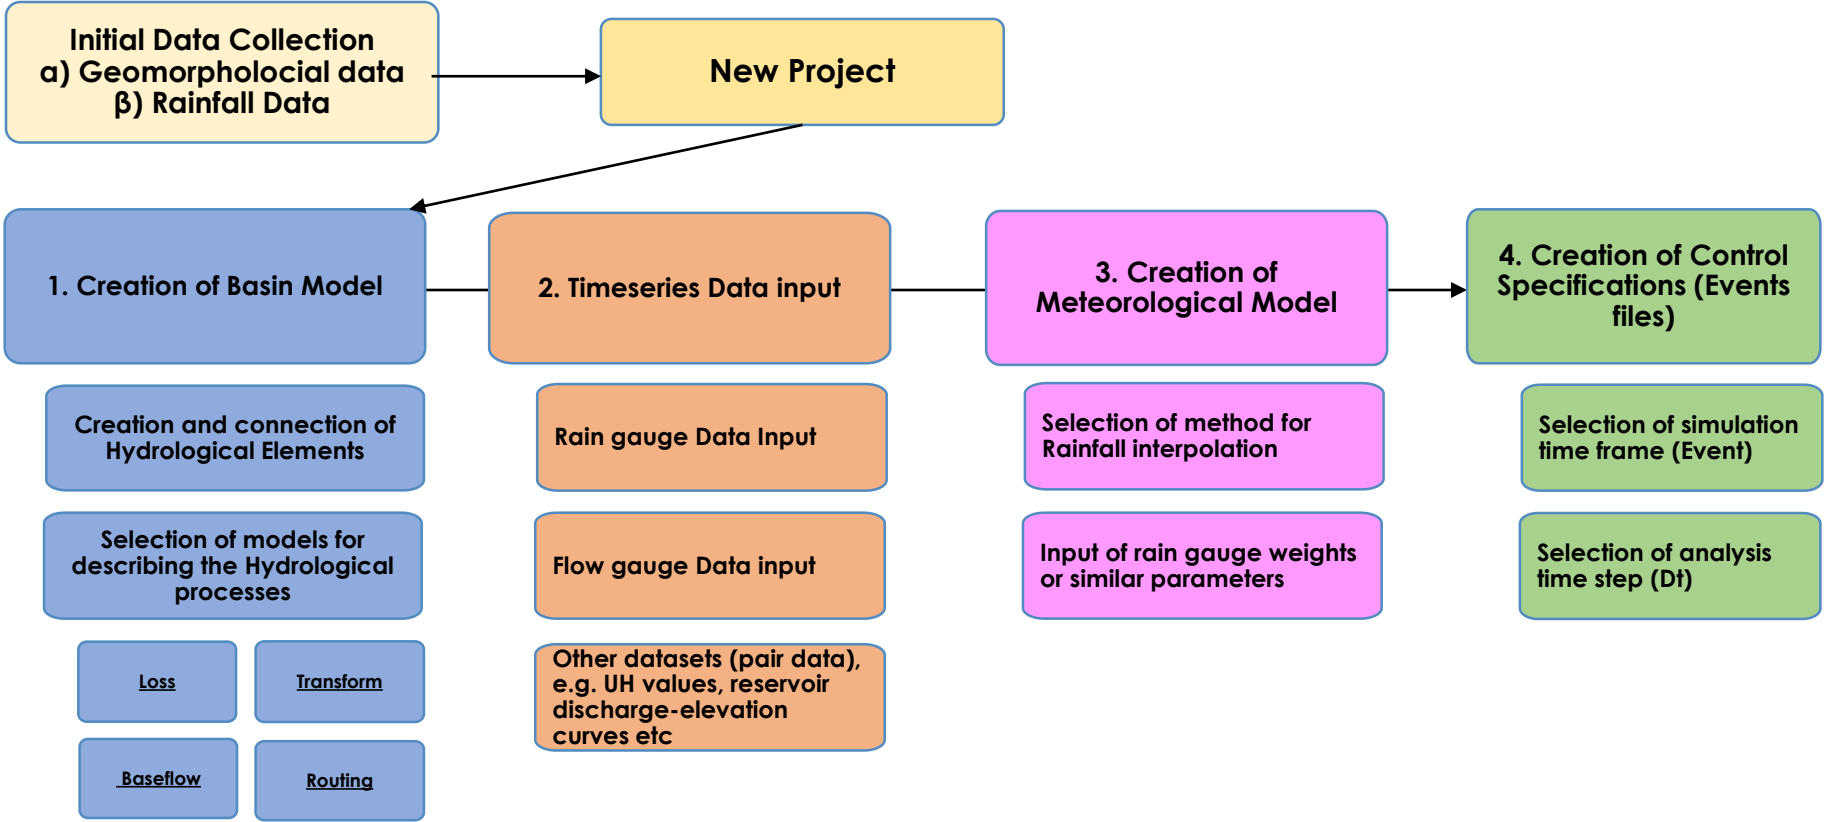 Initial Data Collection
α) Geomorpholocial data
β) Rainfall Data
New Project
1. Creation of Basin Model
2. Timeseries Data input
3. Creation of
Meteorological Model
4. Creation of Control
Specifications (Events
files)
Creation and connection of
Hydrological Elements
Rain gauge Data Input
Selection of method for
Rainfall interpolation
Selection of simulation
time frame (Event)
Selection of models for
describing the Hydrological
processes
Flow gauge Data input
Input of rain gauge weights
or similar parameters
Selection of analysis
time step (Dt)
Loss
Transform
Other datasets (pair data),
e.g. UH values, reservoir
discharge-elevation
curves etc
Baseflow
Routing